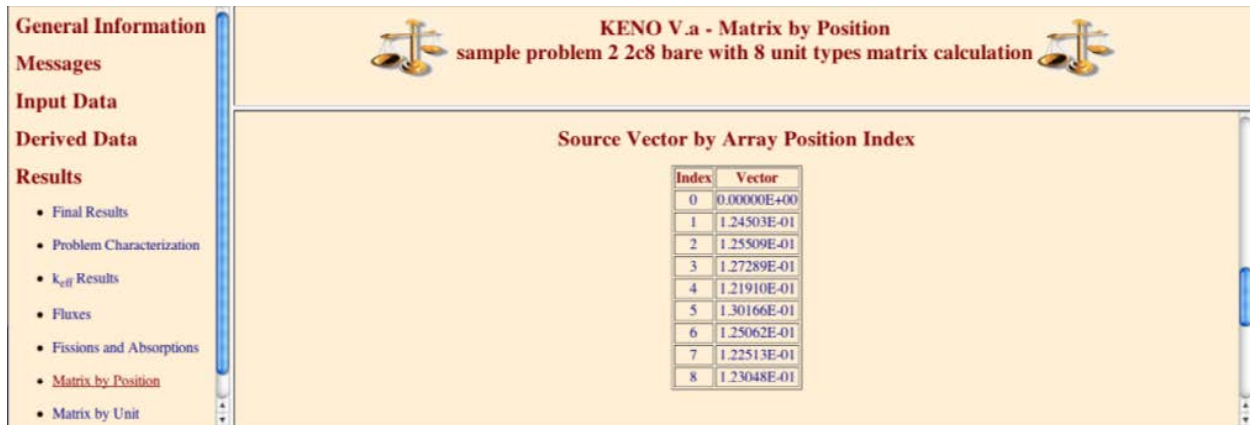 General Information
Messages
Input Data
Derived Data
Results
• Final Results
• Problem Characterization
• keff Results
• Fluxes
• Fissions and Absorptions
• Matrix by Position
• Matrix by Unit
KENO V.a - Matrix by Position
sample problem 2 2c8 bare with 8 unit types matrix calculation
Source Vector by Array Position Index
Index Vector
0 0.00000E+00
1 1.24503E-01
2 1.25509E-01
3 1.27289E-01
4 1.21910E-01
5 1.30166E-01
6 1.25062E-01
7 1.22513E-01
8 1.23048E-01